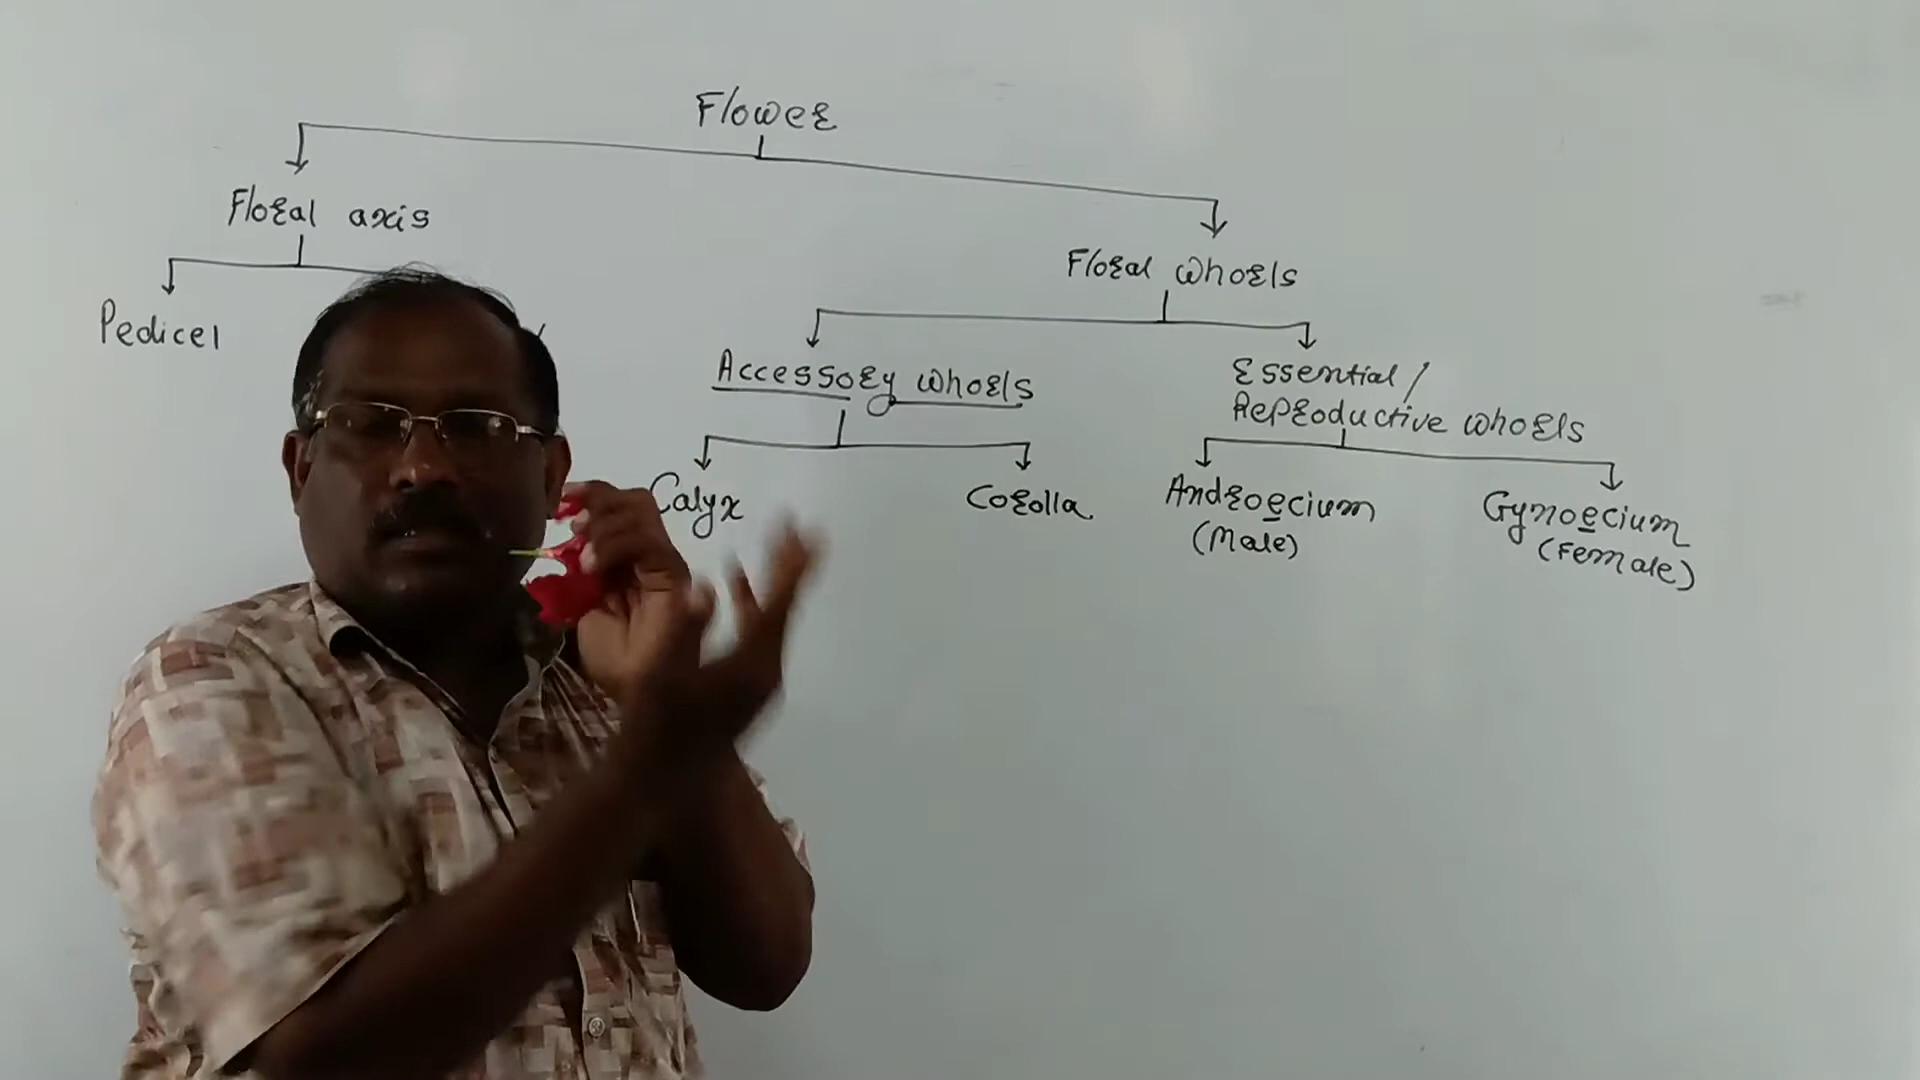 Flower
Floral axis
Floral whorls
Pedicel
Accessory whorls
Essential/
Reproductive whorls
Calyx
Corolla
Androecium
(Male)
Gynoecium
(Female)